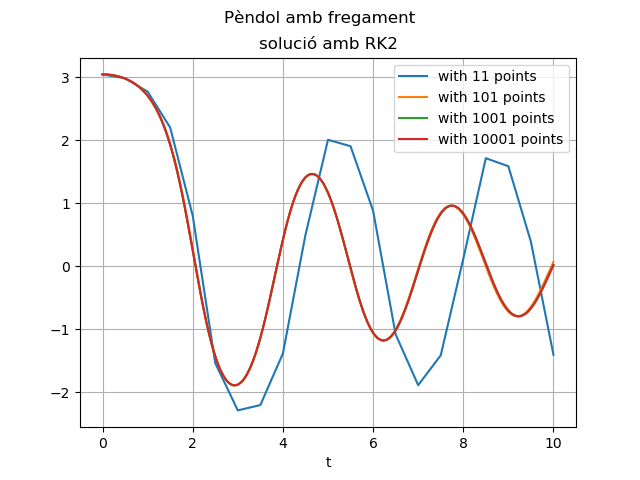 Pèndol amb fregament
solució amb RK2
with 11 points
with 101 points
with 1001 points
with 10001 points
3
2
1
0
−1
−2
0
2
4
6
8
10
t